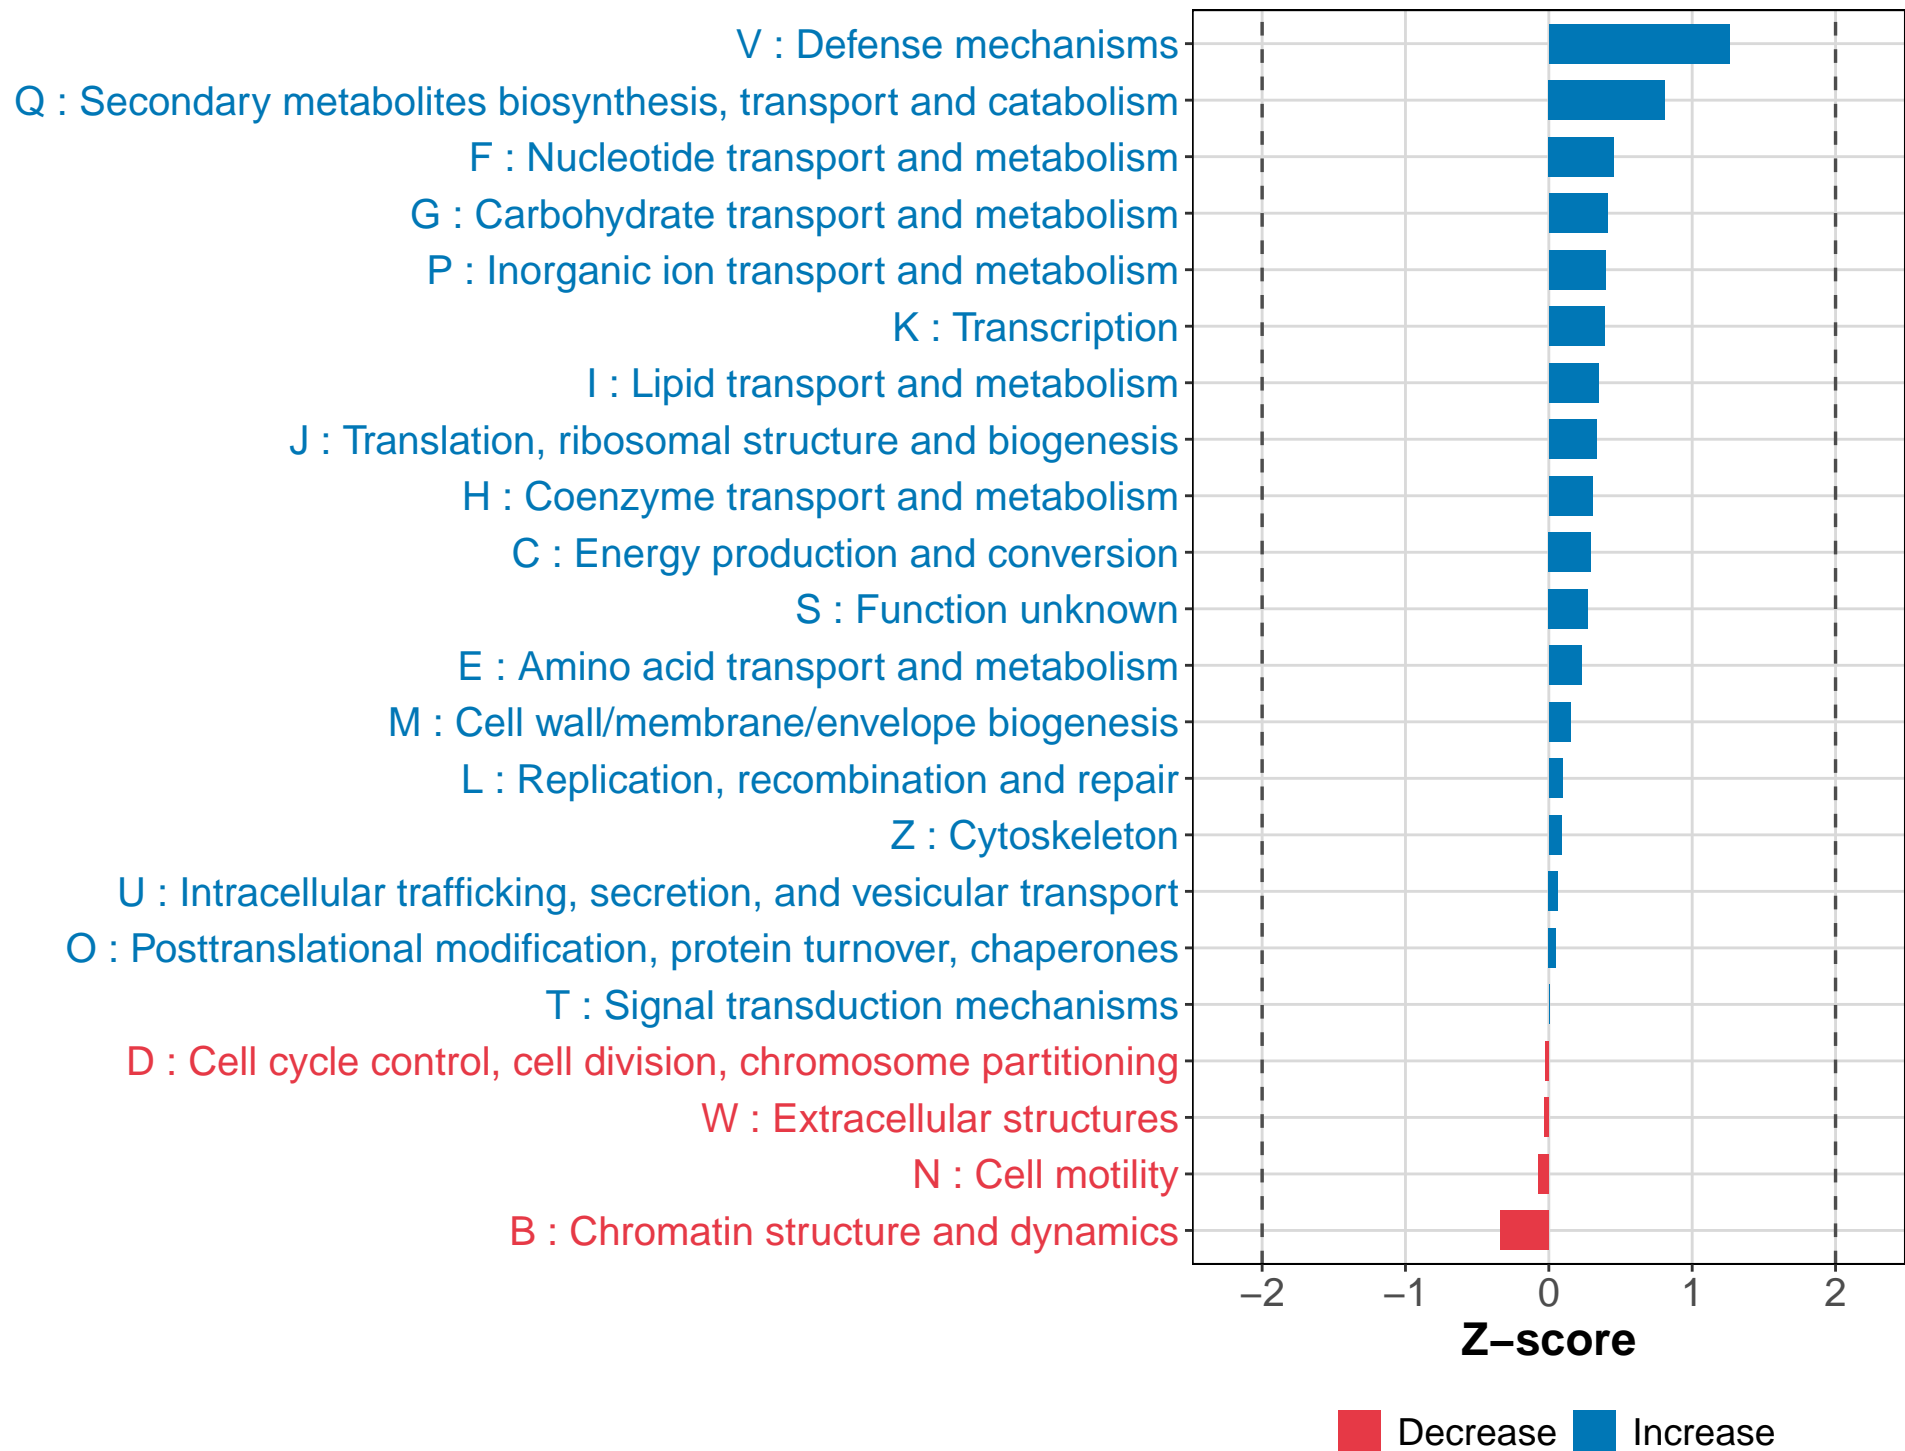 V : Defense mechanisms
Q : Secondary metabolites biosynthesis, transport and catabolism
F : Nucleotide transport and metabolism
G : Carbohydrate transport and metabolism
P : Inorganic ion transport and metabolism
K : Transcription
I : Lipid transport and metabolism
J : Translation, ribosomal structure and biogenesis
H : Coenzyme transport and metabolism
C : Energy production and conversion
S : Function unknown
E : Amino acid transport and metabolism
M : Cell wall/membrane/envelope biogenesis
L : Replication, recombination and repair
Z : Cytoskeleton
U : Intracellular trafficking, secretion, and vesicular transport
O : Posttranslational modification, protein turnover, chaperones
T : Signal transduction mechanisms
D : Cell cycle control, cell division, chromosome partitioning
W : Extracellular structures
N : Cell motility
B : Chromatin structure and dynamics
−2 −1 0 1 2
Z−score
Decrease Increase